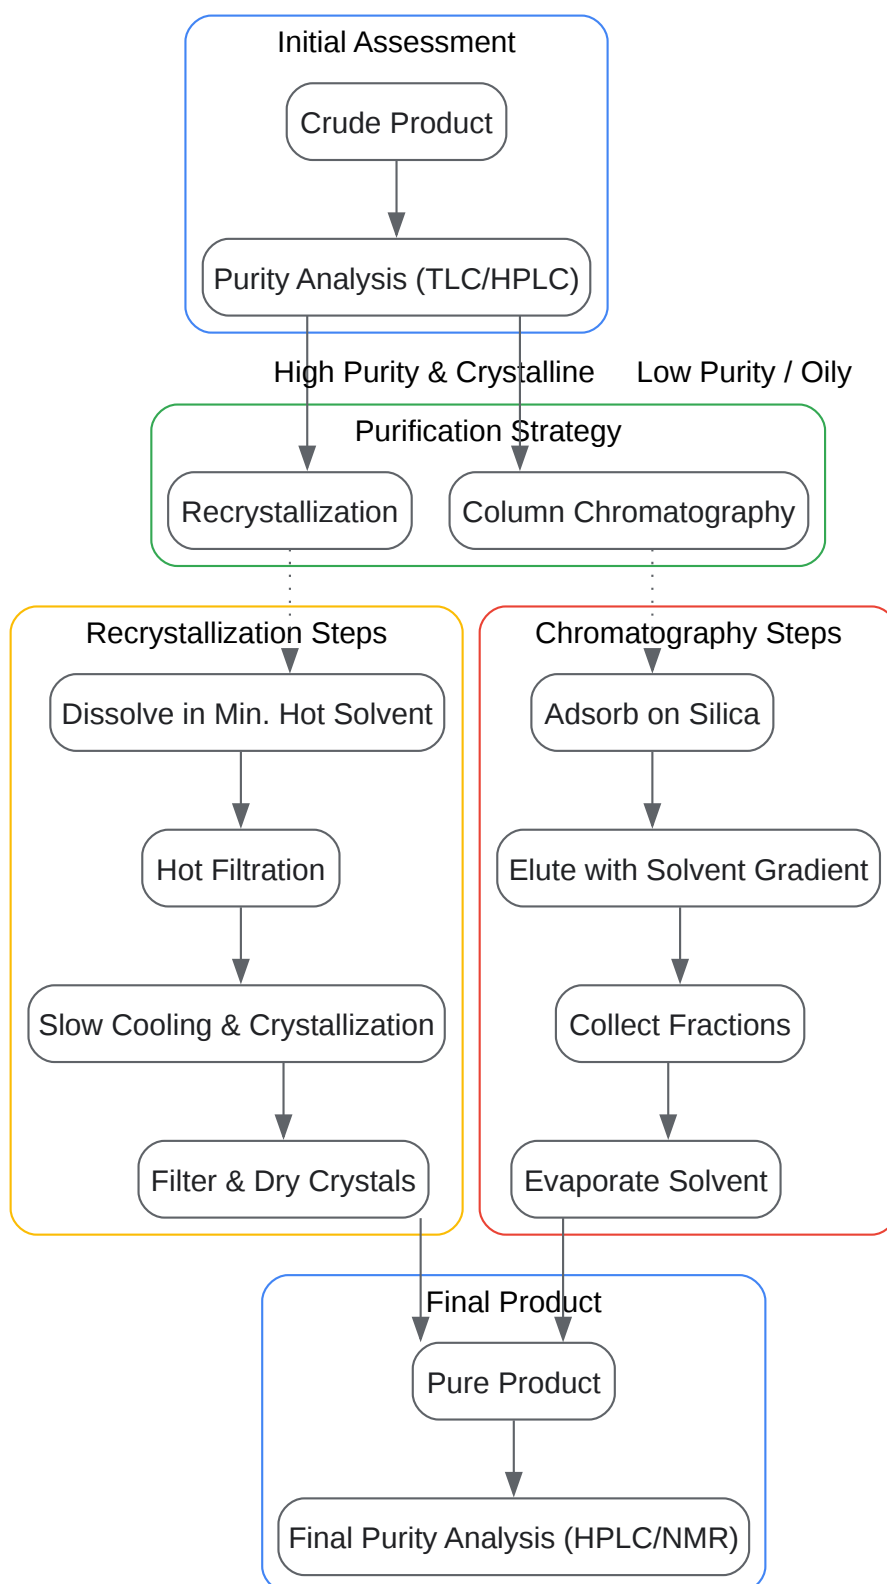 Initial Assessment
Crude Product
Purity Analysis (TLC/HPLC)
High Purity & Crystalline
Low Purity / Oily
Purification Strategy
Recrystallization
Column Chromatography
Recrystallization Steps
Dissolve in Min. Hot Solvent
Hot Filtration
Slow Cooling & Crystallization
Filter & Dry Crystals
Chromatography Steps
Adsorb on Silica
Elute with Solvent Gradient
Collect Fractions
Evaporate Solvent
Final Product
Pure Product
Final Purity Analysis (HPLC/NMR)